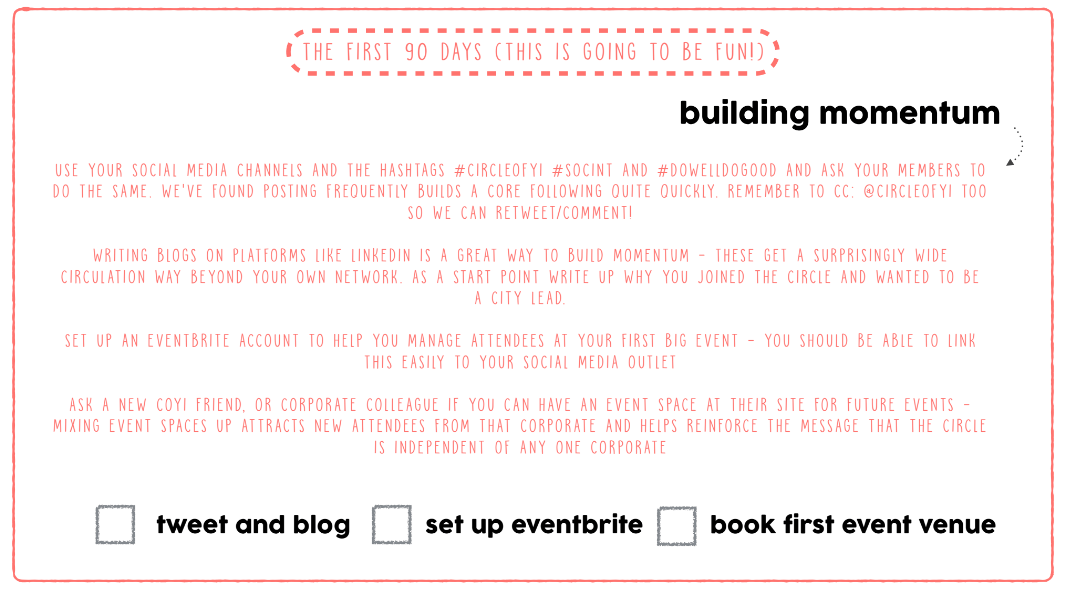 THE FIRST 90 DAYS (THIS IS GOING TO BE FUN!)
building momentum
USE YOUR SOCIAL MEDIA CHANNELS AND THE HASHTAGS #CIRCLEOFYI #SOCINT AND #DOWELLDOGOOD AND ASK YOUR MEMBERS TO
DO THE SAME. WE'VE FOUND POSTING FREQUENTLY BUILDS A CORE FOLLOWING QUITE QUICKLY. REMEMBER TO CC: @CIRCLEOFYI TOO
SO WE CAN RETWEET/COMMENT!
WRITING BLOGS ON PLATFORMS LIKE LINKEDIN IS A GREAT WAY TO BUILD MOMENTUM - THESE GET A SURPRISINGLY WIDE
CIRCULATION WAY BEYOND YOUR OWN NETWORK. AS A START POINT WRITE UP WHY YOU JOINED THE CIRCLE AND WANTED TO BE
A CITY LEAD.
SET UP AN EVENTBRITE ACCOUNT TO HELP YOU MANAGE ATTENDEES AT YOUR FIRST BIG EVENT - YOU SHOULD BE ABLE TO LINK
THIS EASILY TO YOUR SOCIAL MEDIA OUTLET
ASK A NEW COYI FRIEND, OR CORPORATE COLLEAGUE IF YOU CAN HAVE AN EVENT SPACE AT THEIR SITE FOR FUTURE EVENTS -
MIXING EVENT SPACES UP ATTRACTS NEW ATTENDEES FROM THAT CORPORATE AND HELPS REINFORCE THE MESSAGE THAT THE CIRCLE
IS INDEPENDENT OF ANY ONE CORPORATE
tweet and blog set up eventbrite book first event venue